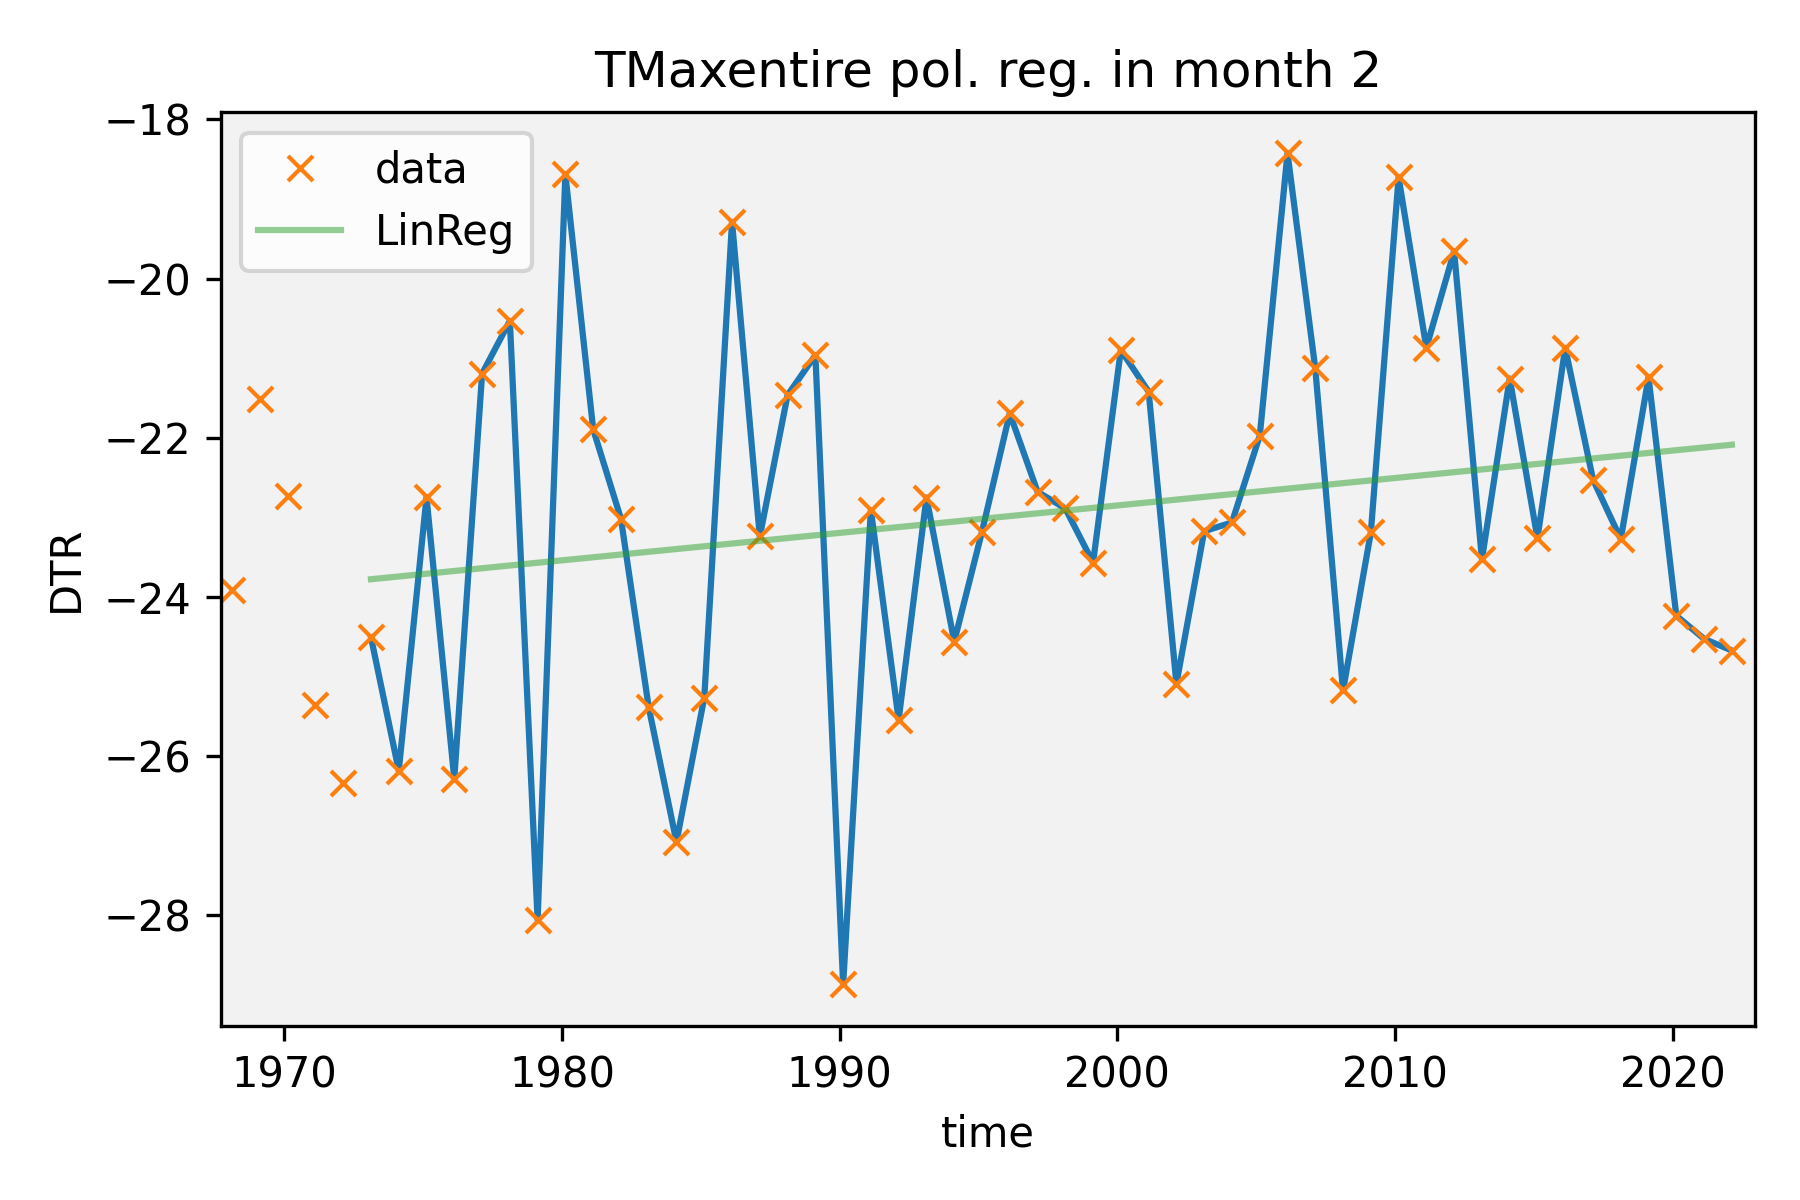 TMaxentire pol. reg. in month 2
data
LinReg
−18
−20
−22
−24
−26
−28
DTR
1970 1980 1990 2000 2010 2020
time